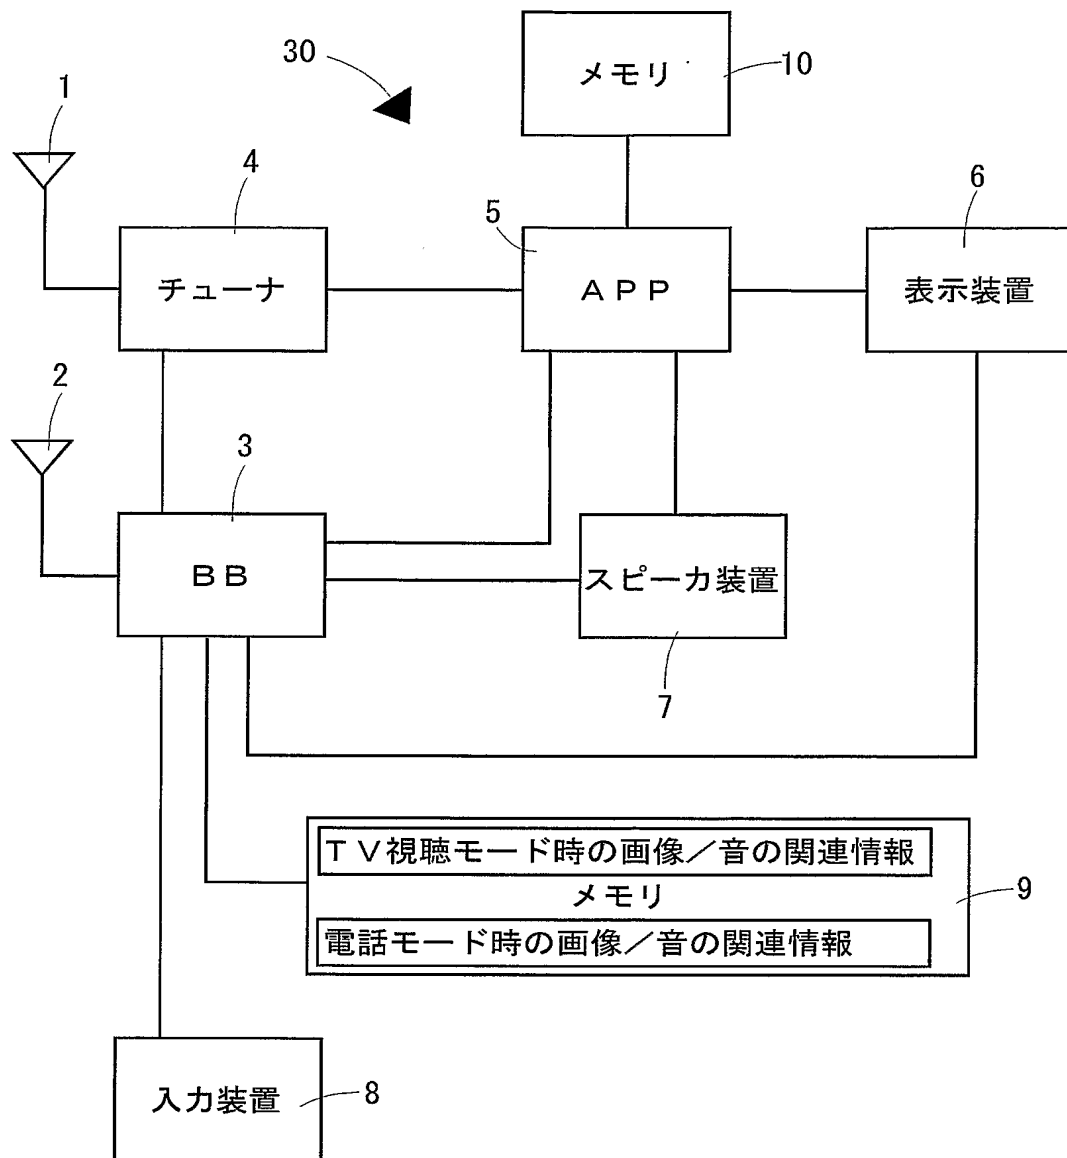 30
メモリ
10
1
4
5
6
チューナ
ＡＰＰ
表示装置
2
3
ＢＢ
スピーカ装置
7
ＴＶ視聴モード時の画像／音の関連情報
メモリ
9
電話モード時の画像／音の関連情報
入力装置
8